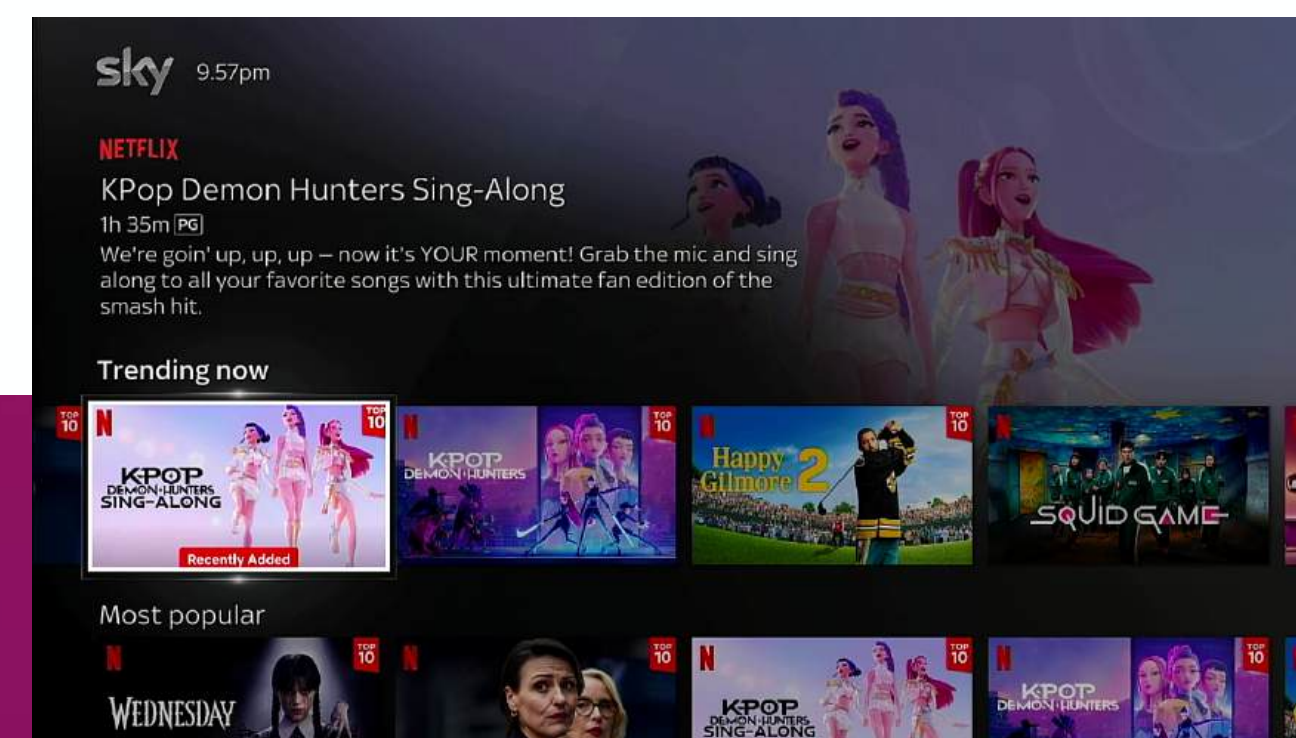 sky 9.57pm
NETFLIX
KPop Demon Hunters Sing-Along
1h 35m PG
We're goin' up, up, up – now it's YOUR moment! Grab the mic and sing
along to all your favorite songs with this ultimate fan edition of the
smash hit.
Trending now
TOP
10
N
KPOP
DEMON HUNTERS
SING-ALONG
TOP
10
Recently Added
N
KPOP
DEMON HUNTERS
TOP
10
N
Happy
Gilmore 2
TOP
10
N
SQUID GAME
Most popular
N
WEDNESDAY
TOP
10
N
TOP
10
N
KPOP
DEMON HUNTERS
SING-ALONG
TOP
10
N
KPOP
DEMON HUNTERS
TOP
10